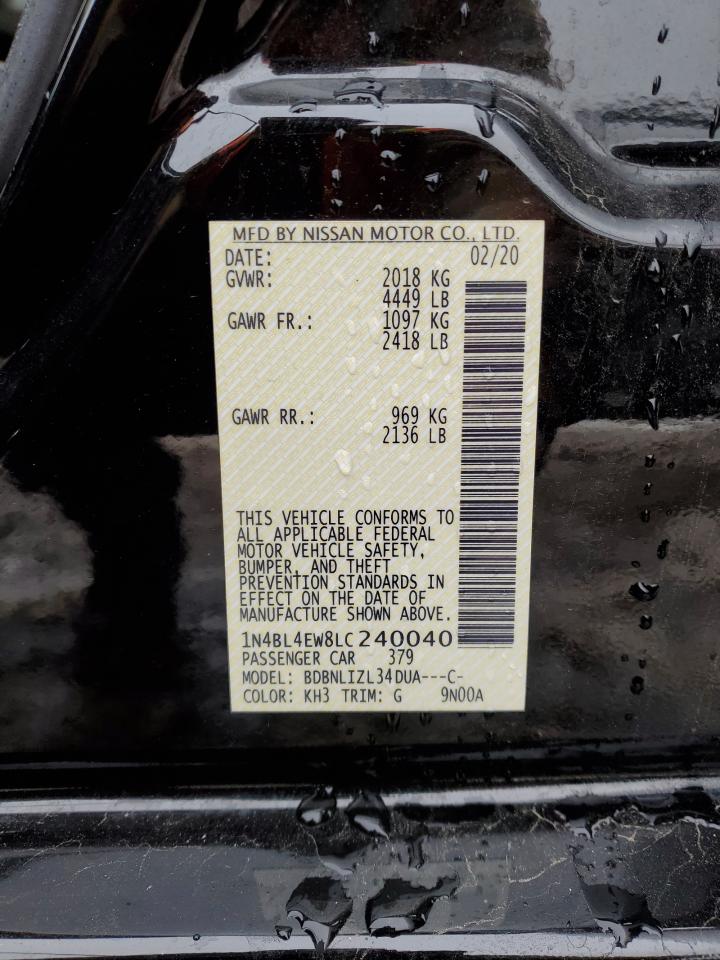 MFD BY NISSAN MOTOR CO., LTD.
DATE: 02/20
GVWR: 2018 KG
4449 LB
GAWR FR.: 1097 KG
2418 LB
GAWR RR.: 969 KG
2136 LB
THIS VEHICLE CONFORMS TO
ALL APPLICABLE FEDERAL
MOTOR VEHICLE SAFETY,
BUMPER, AND THEFT
PREVENTION STANDARDS IN
EFFECT ON THE DATE OF
MANUFACTURE SHOWN ABOVE.
1N4BL4EW8LC240040
PASSENGER CAR 379
MODEL: BDBNLIZL34DUA---C-
COLOR: KH3 TRIM: G 9N00A